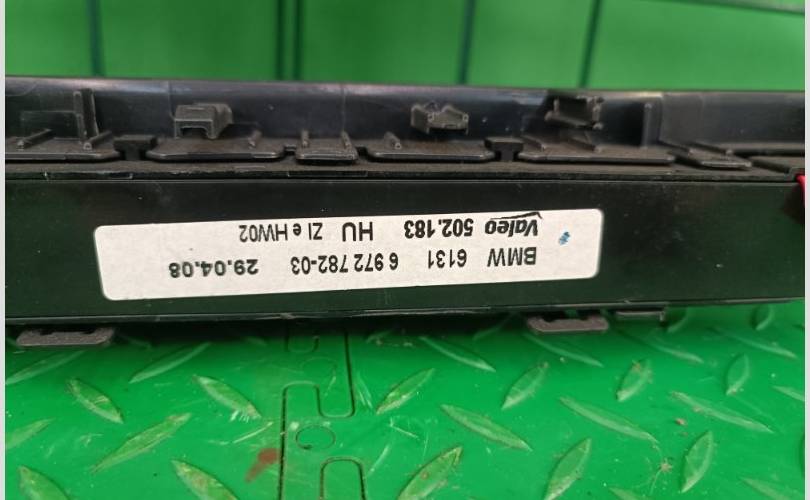 BMW 6131 6 972 782-03 29.04.08
Valeo 502.183 HU ZI e HW02